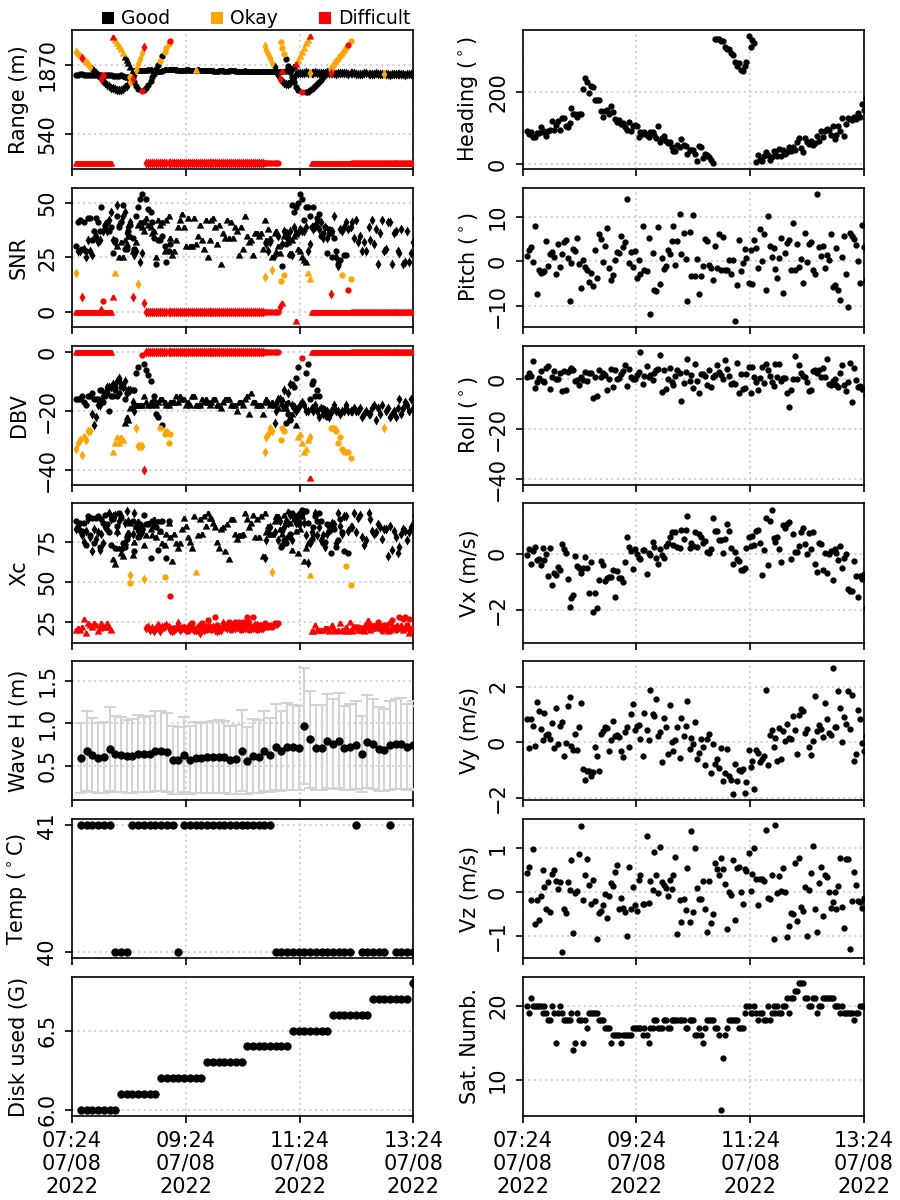 Good Okay Difficult
Range (m)
1870
540
Heading (°)
200
0
SNR
50
25
0
Pitch (°)
10
0
−10
DBV
0
−20
−40
Roll (°)
0
−20
−40
Xc
75
50
25
Vx (m/s)
0
−2
Wave H (m)
1.5
1.0
0.5
Vy (m/s)
2
0
−2
Temp (°C)
41
40
Vz (m/s)
1
0
−1
Disk used (G)
6.5
6.0
Sat. Numb.
20
10
07:24 09:24 11:24 13:24
07/08 07/08 07/08 07/08
2022 2022 2022 2022
07:24 09:24 11:24 13:24
07/08 07/08 07/08 07/08
2022 2022 2022 2022